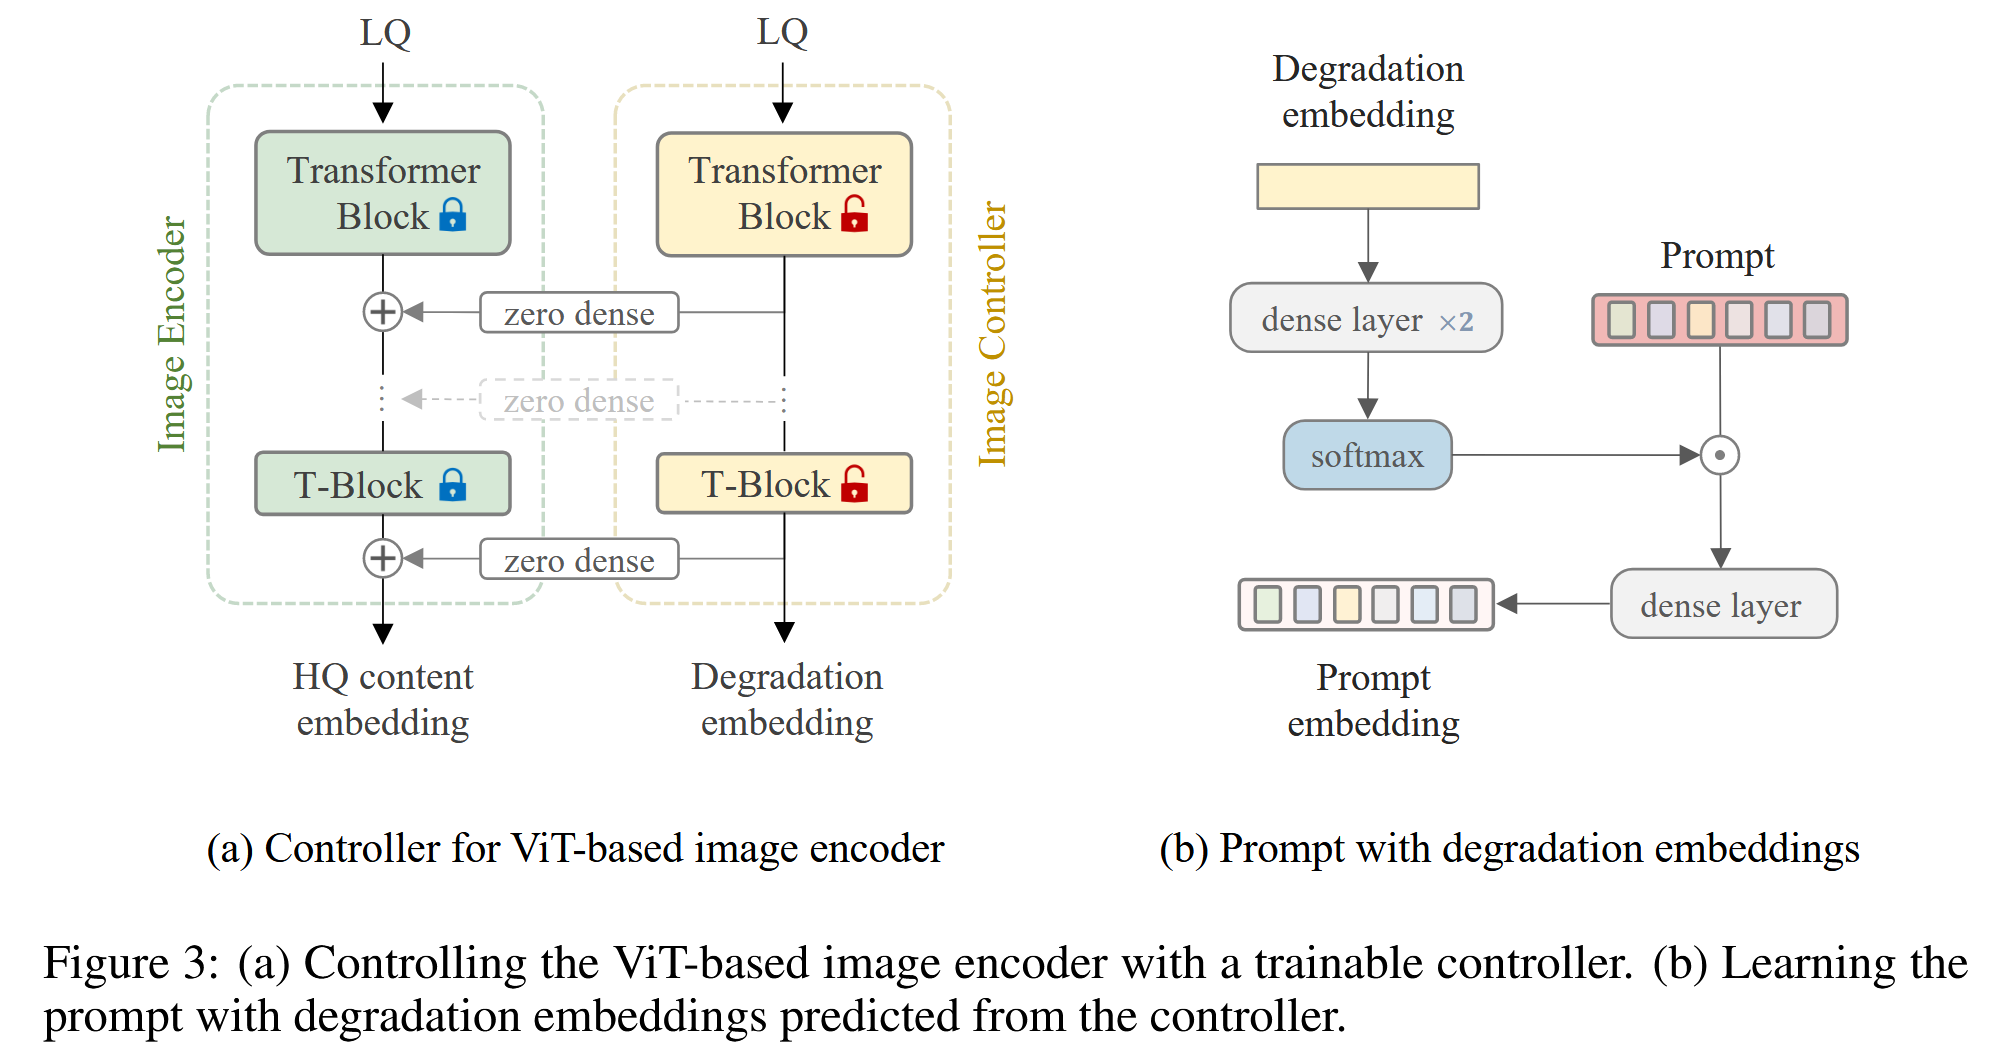 LQ
LQ
Image Encoder
Transformer
Block
Transformer
Block
Image Controller
zero dense
zero dense
T-Block
T-Block
zero dense
HQ content
embedding
Degradation
embedding
(a) Controller for ViT-based image encoder
Degradation
embedding
dense layer ×2
Prompt
softmax
dense layer
Prompt
embedding
(b) Prompt with degradation embeddings
Figure 3: (a) Controlling the ViT-based image encoder with a trainable controller. (b) Learning the
prompt with degradation embeddings predicted from the controller.